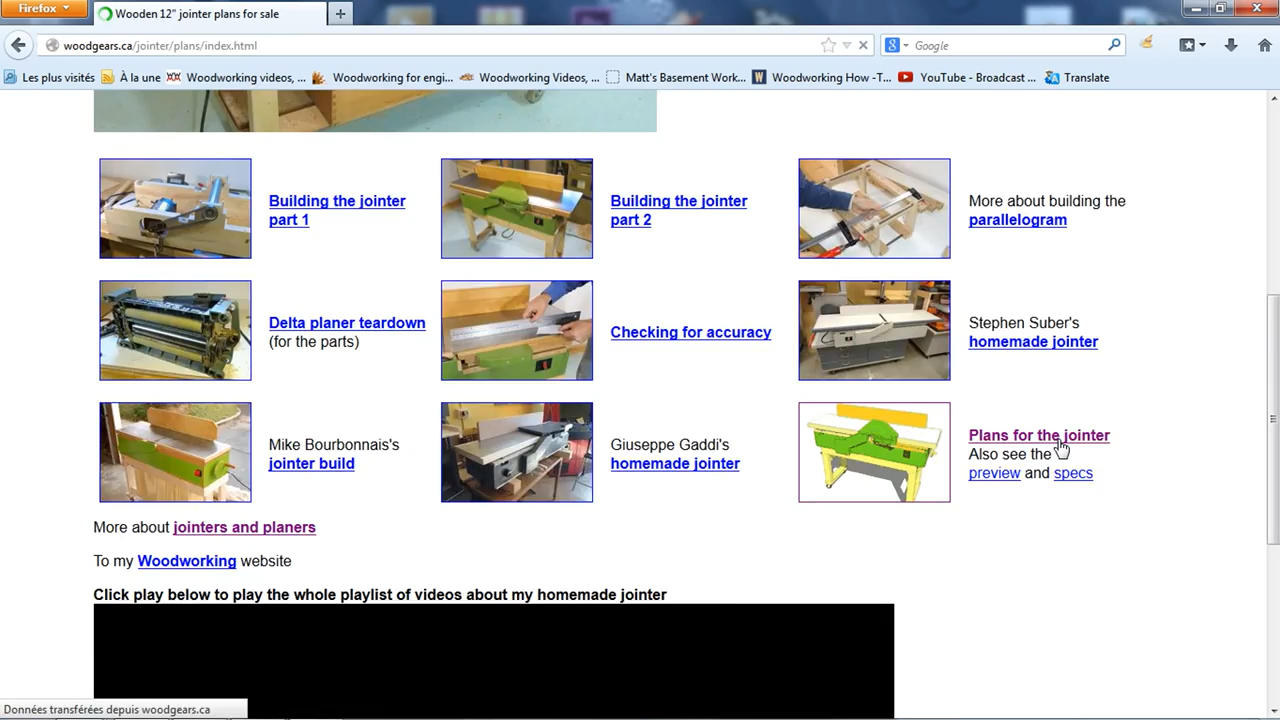 Firefox
Wooden 12" jointer plans for sale
woodgears.ca/jointer/plans/index.html
Google
Les plus visités
À la une
Woodworking videos, ...
Woodworking for engi...
Woodworking Videos, ...
Matt's Basement Work...
Woodworking How -T...
YouTube - Broadcast ...
Translate
Building the jointer
part 1
Building the jointer
part 2
More about building the
parallelogram
Delta planer teardown
(for the parts)
Checking for accuracy
Stephen Suber's
homemade jointer
Mike Bourbonnais's
jointer build
Giuseppe Gaddi's
homemade jointer
Plans for the jointer
Also see the
preview and specs
More about jointers and planers
To my Woodworking website
Click play below to play the whole playlist of videos about my homemade jointer
Données transférées depuis woodgears.ca